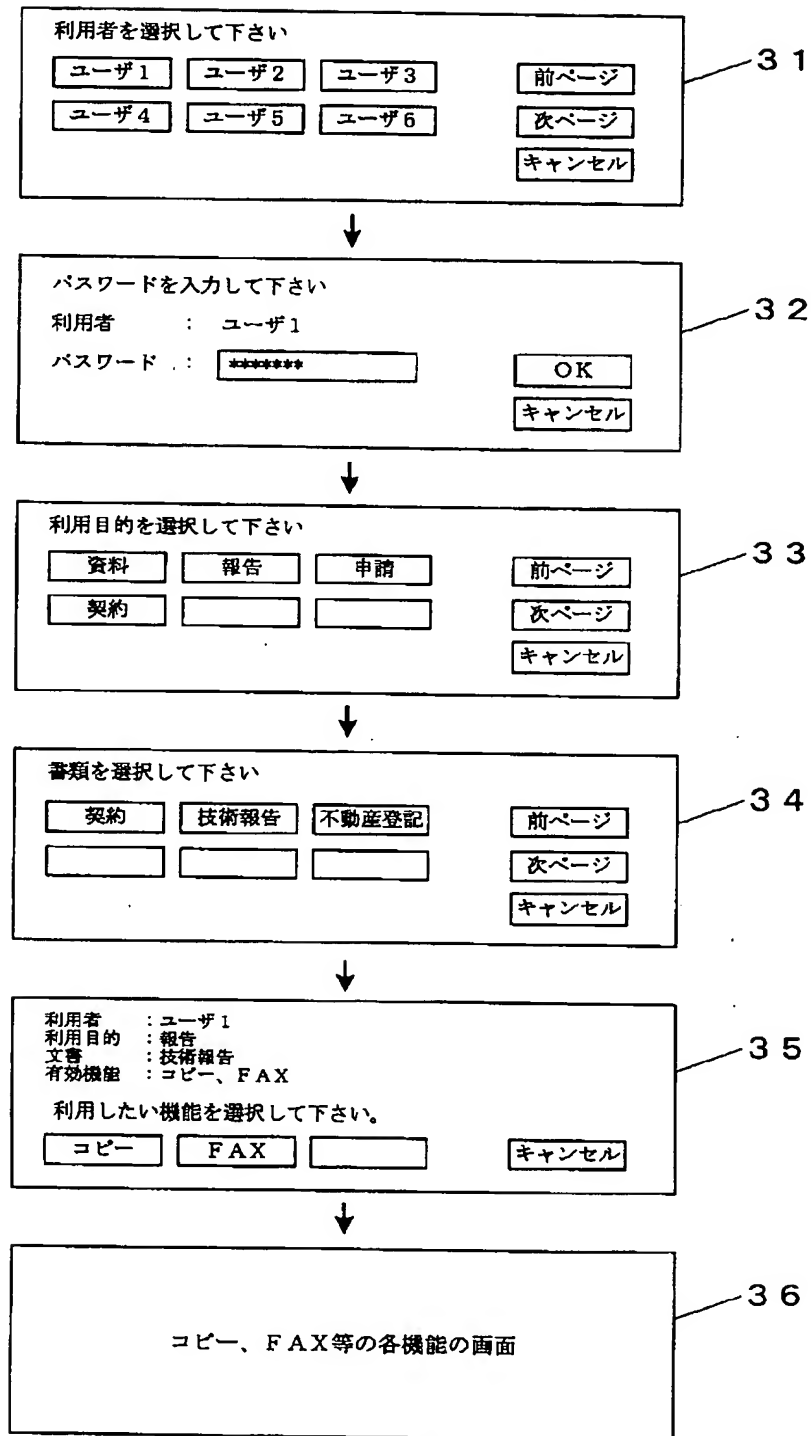 利用者を選択して下さい
ユーザ1 ユーザ2 ユーザ3 前ページ 31
ユーザ4 ユーザ5 ユーザ6 次ページ
キャンセル
パスワードを入力して下さい
利用者 : ユーザ1 32
パスワード : ******* OK
キャンセル
利用目的を選択して下さい
資料 報告 申請 前ページ 33
契約 次ページ
キャンセル
書類を選択して下さい
契約 技術報告 不動産登記 前ページ 34
次ページ
キャンセル
利用者 :ユーザ1
利用目的 :報告
文書 :技術報告 35
有効機能 :コピー、FAX
利用したい機能を選択して下さい。
コピー FAX キャンセル
36
コピー、FAX等の各機能の画面